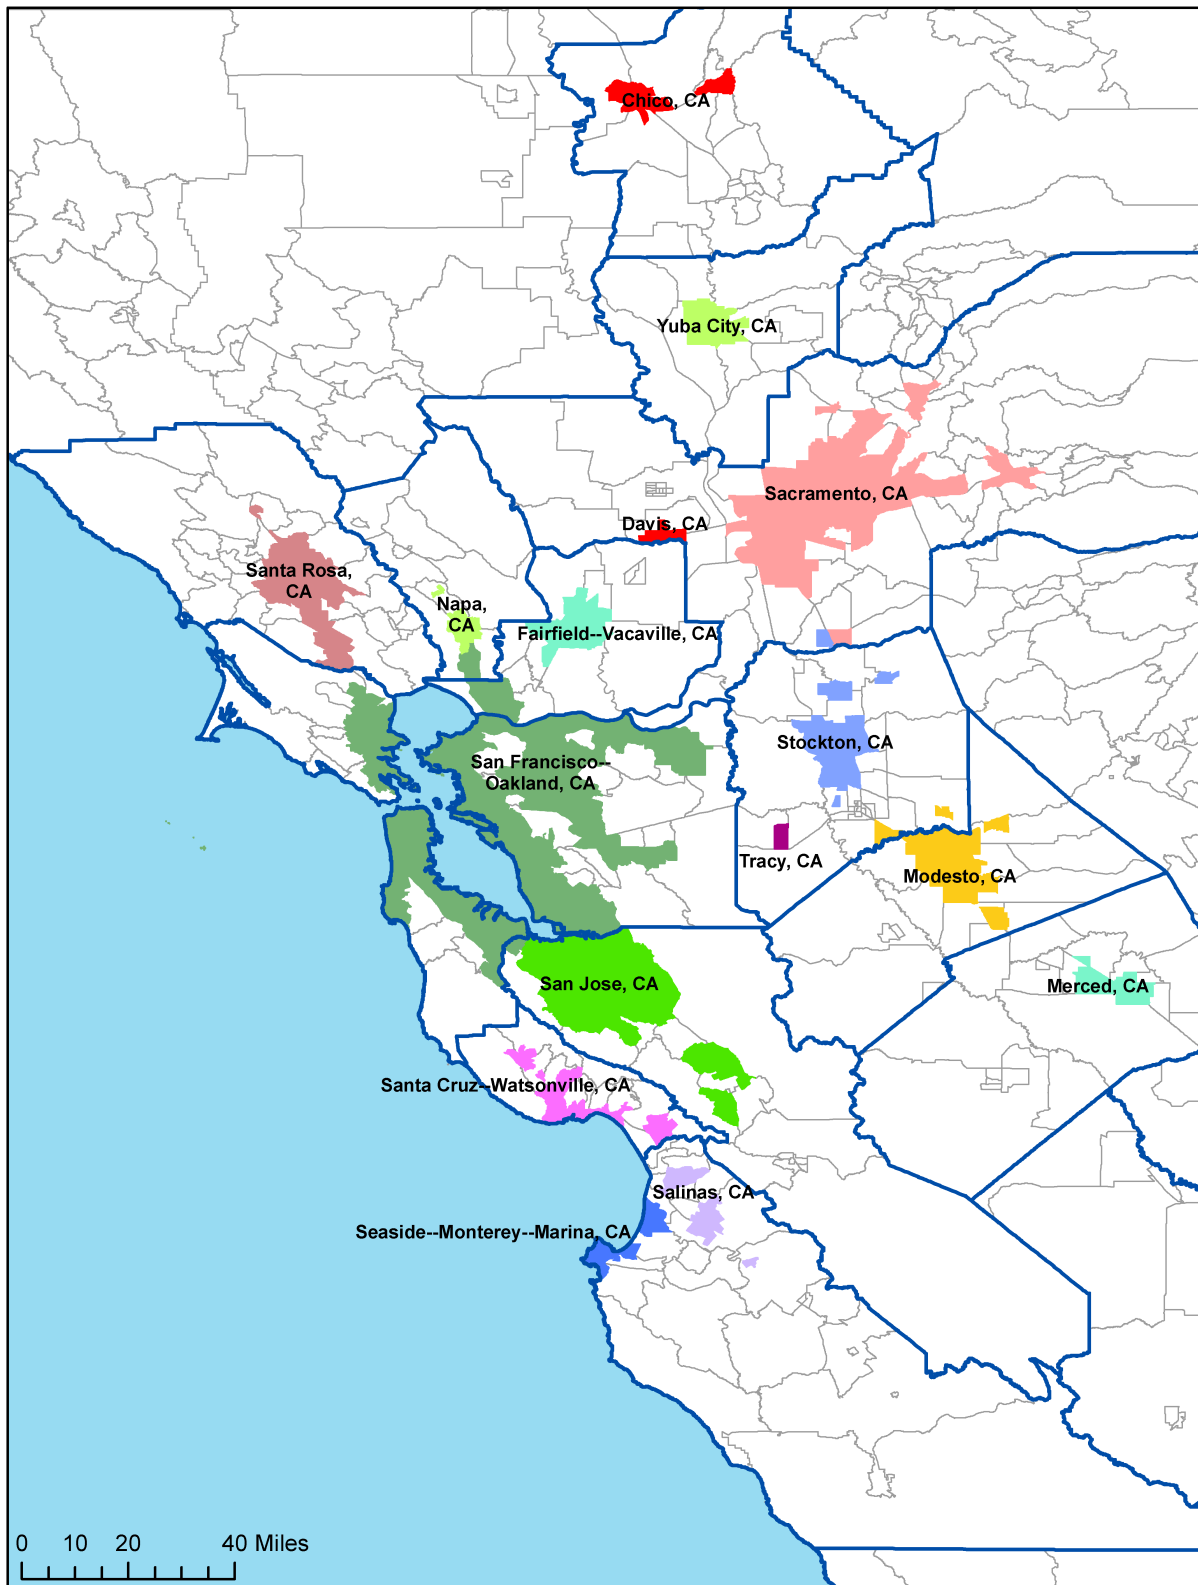 Chico, CA
Yuba City, CA
Sacramento, CA
Davis, CA
Santa Rosa,
CA
Napa,
CA
Fairfield--Vacaville, CA
Stockton, CA
San Francisco--
Oakland, CA
Tracy, CA
Modesto, CA
San Jose, CA
Merced, CA
Santa Cruz--Watsonville, CA
Salinas, CA
Seaside--Monterey--Marina, CA
0 10 20 40 Miles